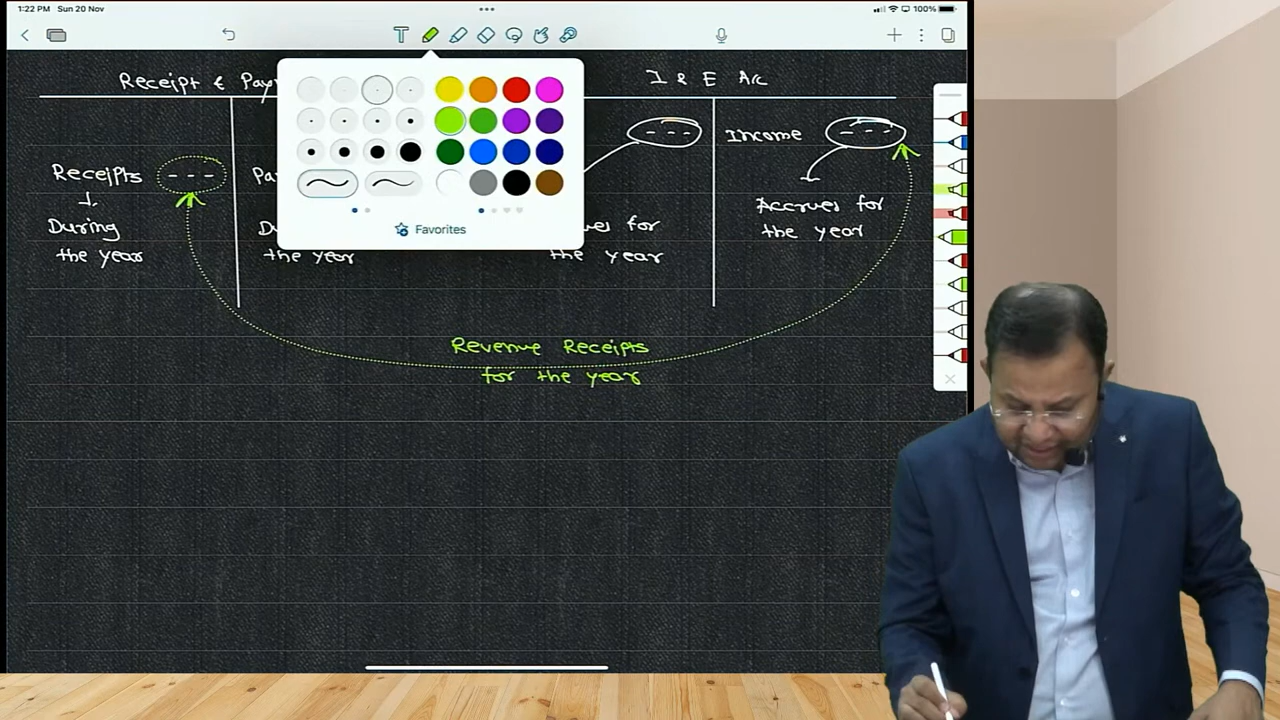 1:22 PM Sun 20 Nov
100%
T
Receipt & Pay
I & E A/c
Receipts ---
During
the year
Pa
the year
---
for
the year
Income ---
Accrues for
the year
Favorites
Revenue Receipts
for the year